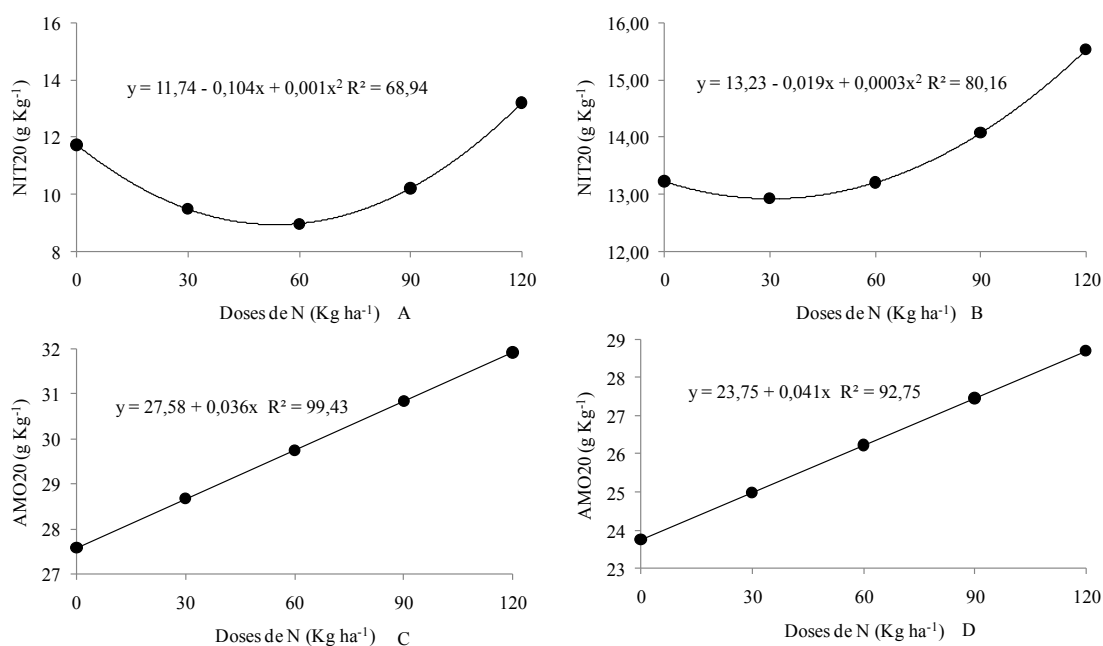 16
14
12
10
8
NIT20 (g Kg⁻¹)
y = 11,74 - 0,104x + 0,001x² R² = 68,94
0 30 60 90 120
Doses de N (Kg ha⁻¹) A
16,00
15,00
14,00
13,00
12,00
NIT20 (g Kg⁻¹)
y = 13,23 - 0,019x + 0,0003x² R² = 80,16
0 30 60 90 120
Doses de N (Kg ha⁻¹) B
32
31
30
29
28
27
AMO20 (g Kg⁻¹)
y = 27,58 + 0,036x R² = 99,43
0 30 60 90 120
Doses de N (Kg ha⁻¹) C
29
28
27
26
25
24
23
AMO20 (g Kg⁻¹)
y = 23,75 + 0,041x R² = 92,75
0 30 60 90 120
Doses de N (Kg ha⁻¹) D